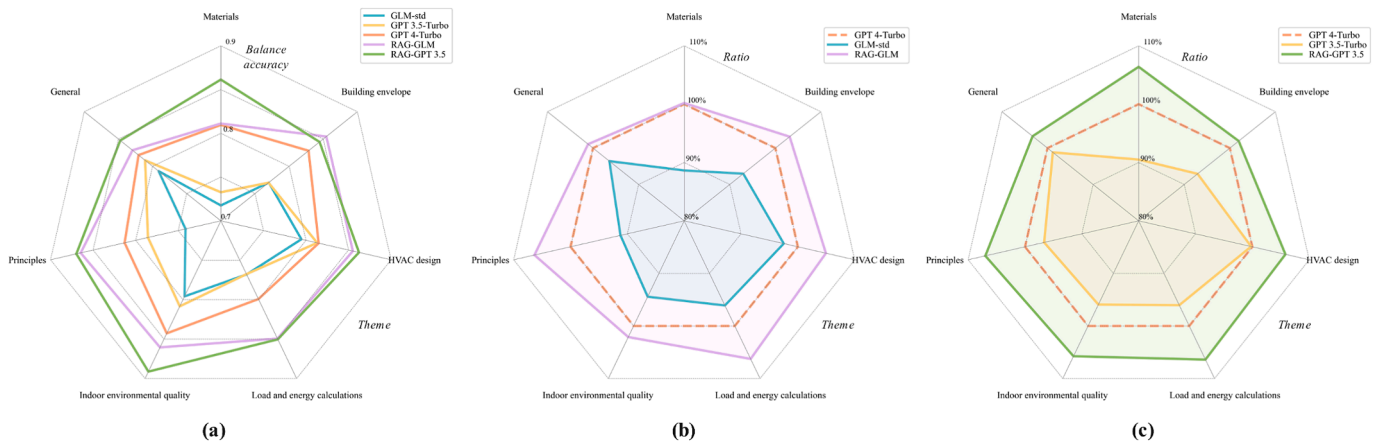 Materials
GLM-std
GPT 3.5-Turbo
GPT 4-Turbo
RAG-GLM
RAG-GPT 3.5
0.9
Balance
accuracy
General
Building envelope
0.8
0.7
Principles
HVAC design
Theme
Indoor environmental quality
Load and energy calculations
(a)
Materials
GPT 4-Turbo
GLM-std
RAG-GLM
110%
Ratio
General
Building envelope
100%
90%
80%
Principles
HVAC design
Theme
Indoor environmental quality
Load and energy calculations
(b)
Materials
GPT 4-Turbo
GPT 3.5-Turbo
RAG-GPT 3.5
110%
Ratio
General
Building envelope
100%
90%
80%
Principles
HVAC design
Theme
Indoor environmental quality
Load and energy calculations
(c)